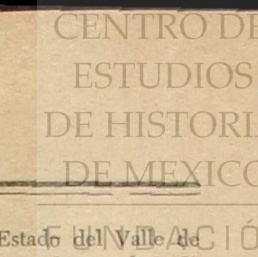 CENTRO DE
ESTUDIOS
DE HISTORI
DE MEXICO
FUNDACIÓ
Estado del Valle de